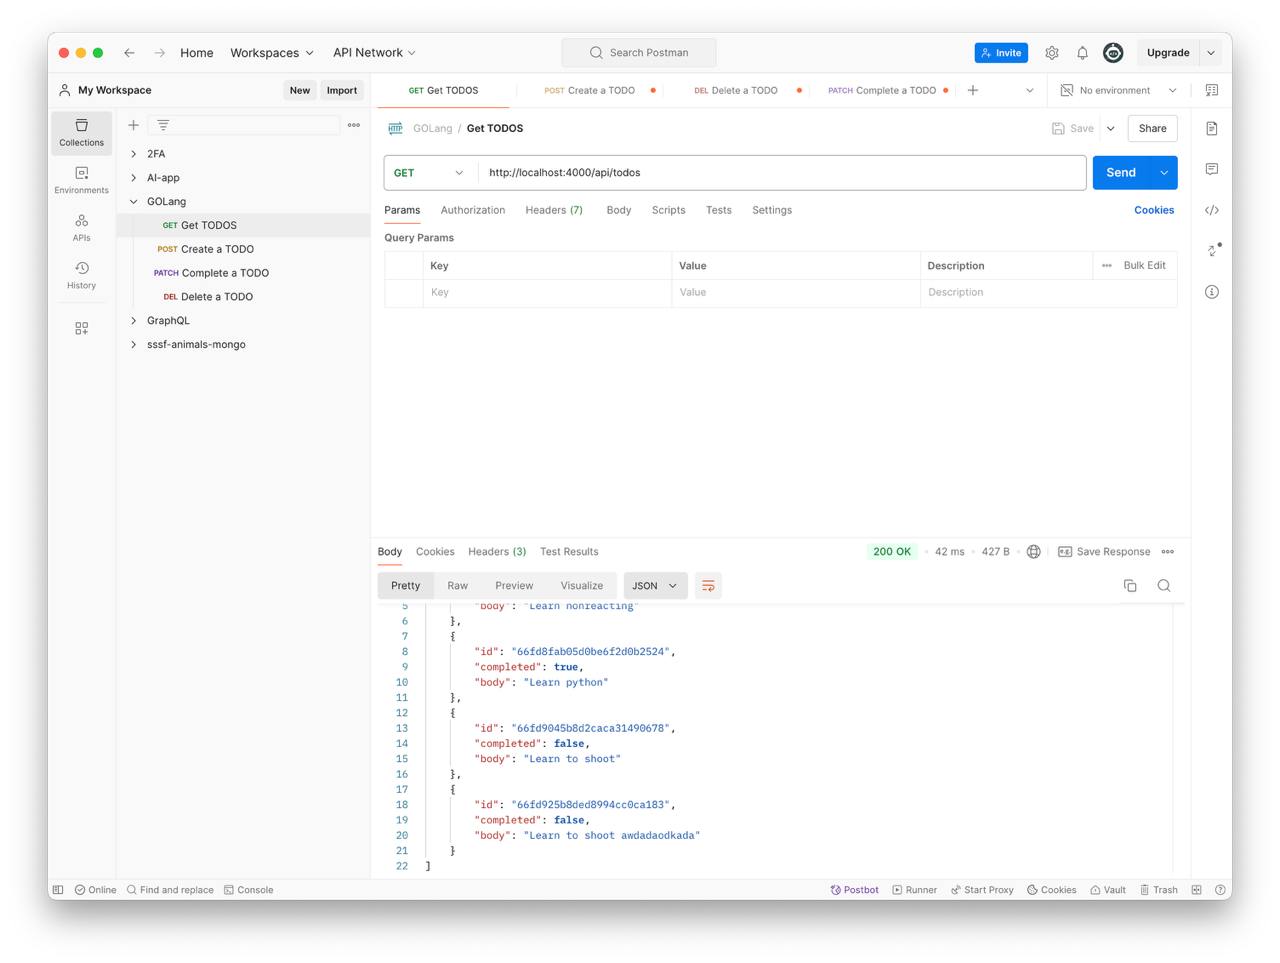 Home Workspaces API Network Search Postman Invite Upgrade
My Workspace New Import
GET Get TODOS POST Create a TODO DEL Delete a TODO PATCH Complete a TODO No environment
Collections
Environments
APIs
History
2FA
AI-app
GOLang
GET Get TODOS
POST Create a TODO
PATCH Complete a TODO
DEL Delete a TODO
GraphQL
sssf-animals-mongo
HTTP GOLang / Get TODOS Save Share
GET http://localhost:4000/api/todos Send
Params Authorization Headers (7) Body Scripts Tests Settings Cookies
Query Params
Key Value Description Bulk Edit
Key Value Description
Body Cookies Headers (3) Test Results 200 OK 42 ms 427 B Save Response
Pretty Raw Preview Visualize JSON
5 "body": "Learn nonreacting"
6 },
7 {
8 "id": "66fd8fab05d0be6f2d0b2524",
9 "completed": true,
10 "body": "Learn python"
11 },
12 {
13 "id": "66fd9045b8d2caca31490678",
14 "completed": false,
15 "body": "Learn to shoot"
16 },
17 {
18 "id": "66fd925b8ded8994cc0ca183",
19 "completed": false,
20 "body": "Learn to shoot awdadaodkada"
21 }
22 ]
Online Find and replace Console Postbot Runner Start Proxy Cookies Vault Trash